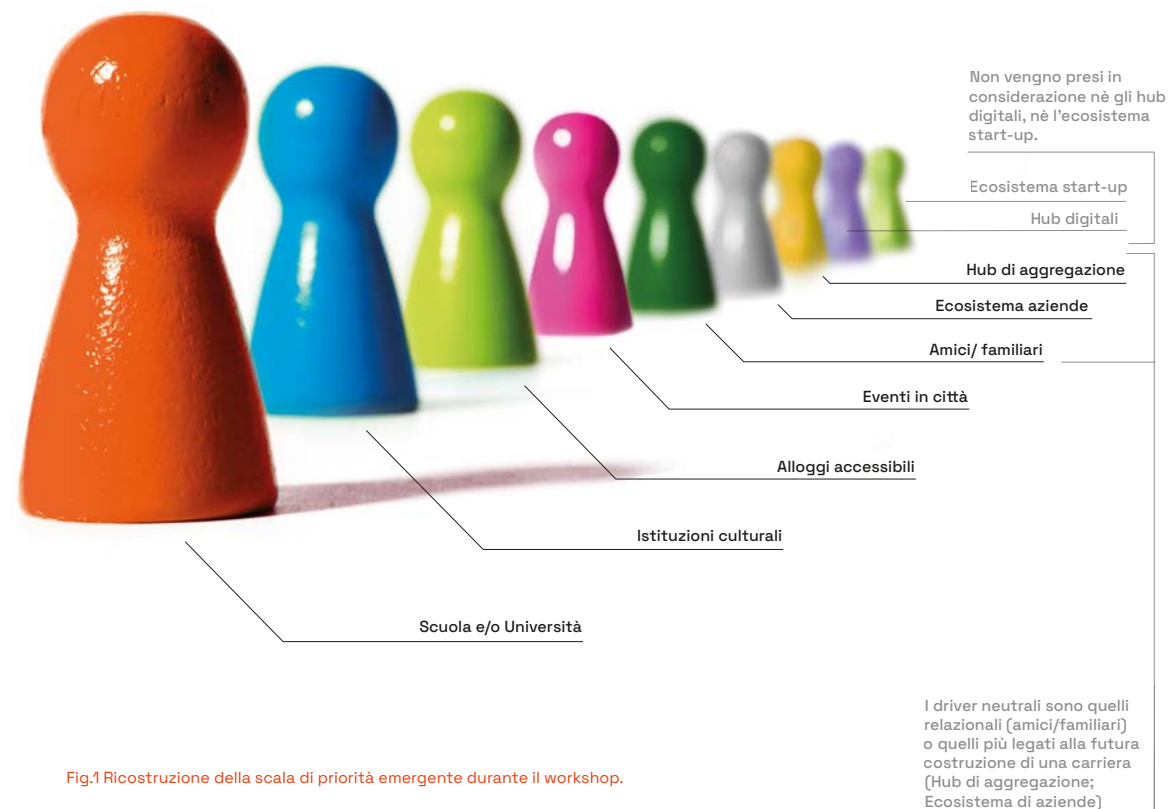 Non vengno presi in
considerazione nè gli hub
digitali, nè l'ecosistema
start-up.
Ecosistema start-up
Hub digitali
Hub di aggregazione
Ecosistema aziende
Amici/ familiari
Eventi in città
Alloggi accessibili
Istituzioni culturali
Scuola e/o Università
I driver neutrali sono quelli
relazionali (amici/familiari)
o quelli più legati alla futura
costruzione di una carriera
(Hub di aggregazione;
Ecosistema di aziende)
Fig.1 Ricostruzione della scala di priorità emergente durante il workshop.